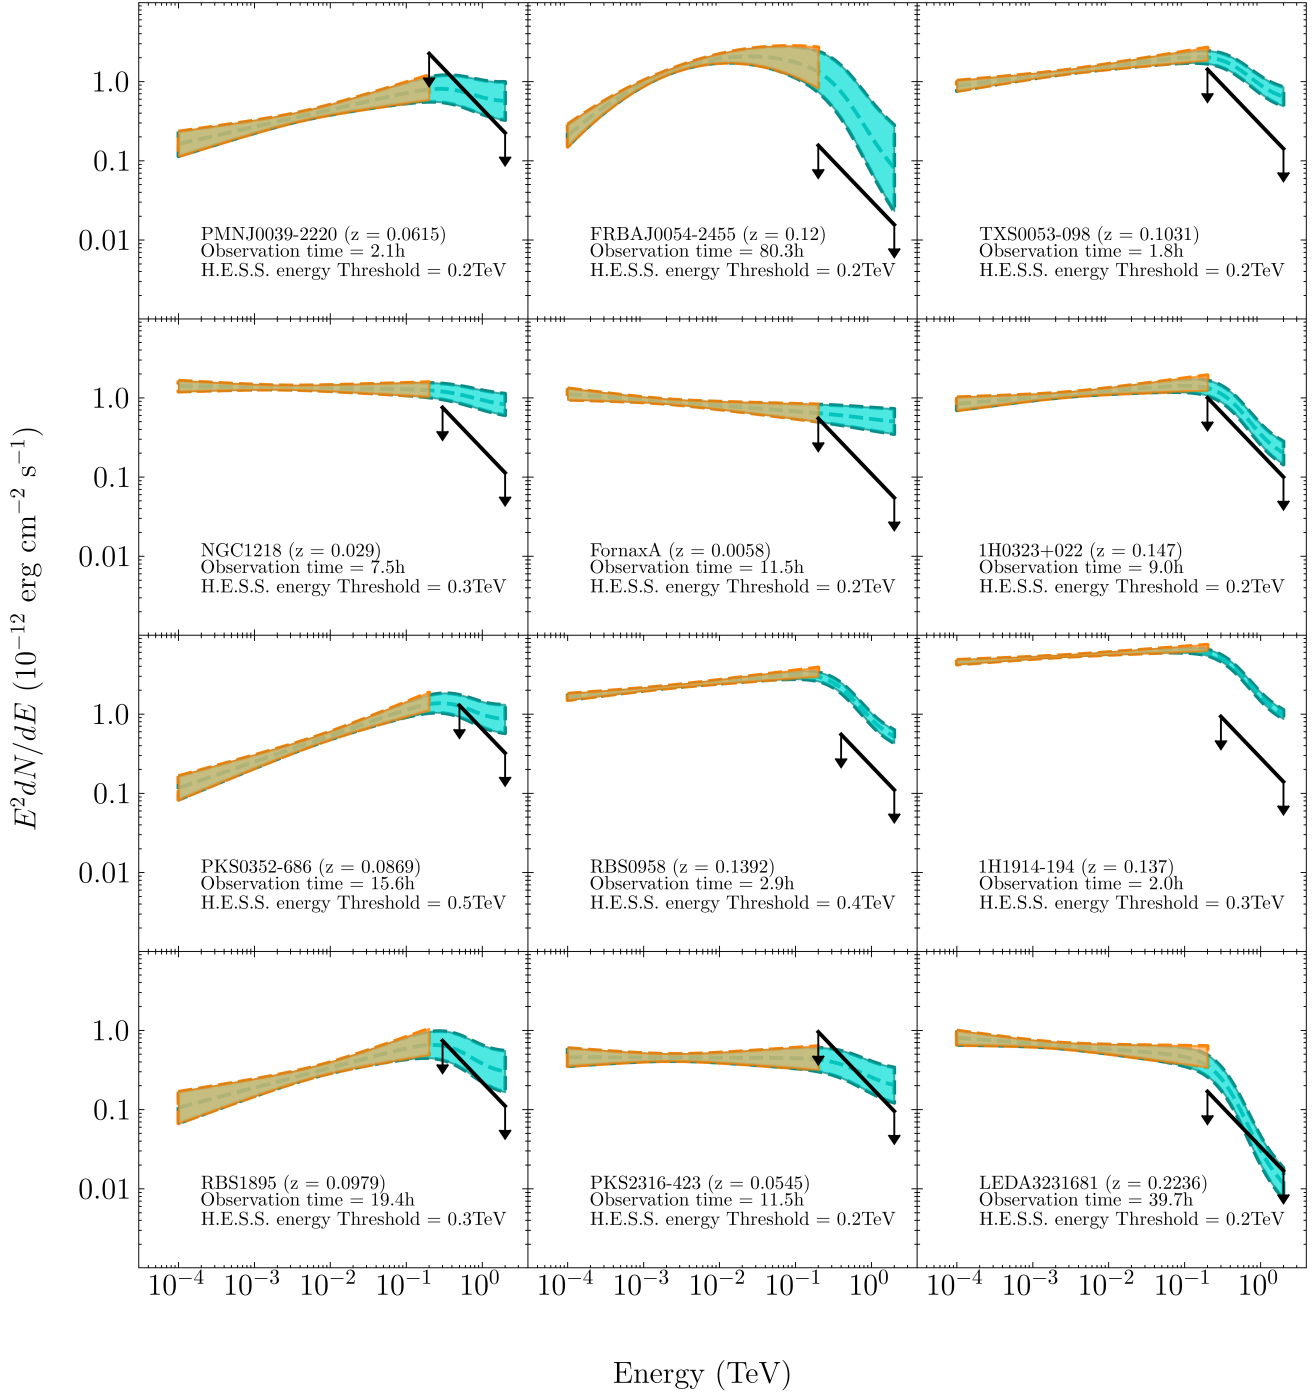 1.0
0.1
0.01
PMNJ0039-2220 (z = 0.0615)
Observation time = 2.1h
H.E.S.S. energy Threshold = 0.2TeV
FRBAJ0054-2455 (z = 0.12)
Observation time = 80.3h
H.E.S.S. energy Threshold = 0.2TeV
TXS0053-098 (z = 0.1031)
Observation time = 1.8h
H.E.S.S. energy Threshold = 0.2TeV
1.0
0.1
0.01
NGC1218 (z = 0.029)
Observation time = 7.5h
H.E.S.S. energy Threshold = 0.3TeV
FornaxA (z = 0.0058)
Observation time = 11.5h
H.E.S.S. energy Threshold = 0.2TeV
1H0323+022 (z = 0.147)
Observation time = 9.0h
H.E.S.S. energy Threshold = 0.2TeV
E²dN/dE (10⁻¹² erg cm⁻² s⁻¹)
1.0
0.1
0.01
PKS0352-686 (z = 0.0869)
Observation time = 15.6h
H.E.S.S. energy Threshold = 0.5TeV
RBS0958 (z = 0.1392)
Observation time = 2.9h
H.E.S.S. energy Threshold = 0.4TeV
1H1914-194 (z = 0.137)
Observation time = 2.0h
H.E.S.S. energy Threshold = 0.3TeV
1.0
0.1
0.01
RBS1895 (z = 0.0979)
Observation time = 19.4h
H.E.S.S. energy Threshold = 0.3TeV
PKS2316-423 (z = 0.0545)
Observation time = 11.5h
H.E.S.S. energy Threshold = 0.2TeV
LEDA3231681 (z = 0.2236)
Observation time = 39.7h
H.E.S.S. energy Threshold = 0.2TeV
10⁻⁴ 10⁻³ 10⁻² 10⁻¹ 10⁰ 10⁻⁴ 10⁻³ 10⁻² 10⁻¹ 10⁰ 10⁻⁴ 10⁻³ 10⁻² 10⁻¹ 10⁰
Energy (TeV)